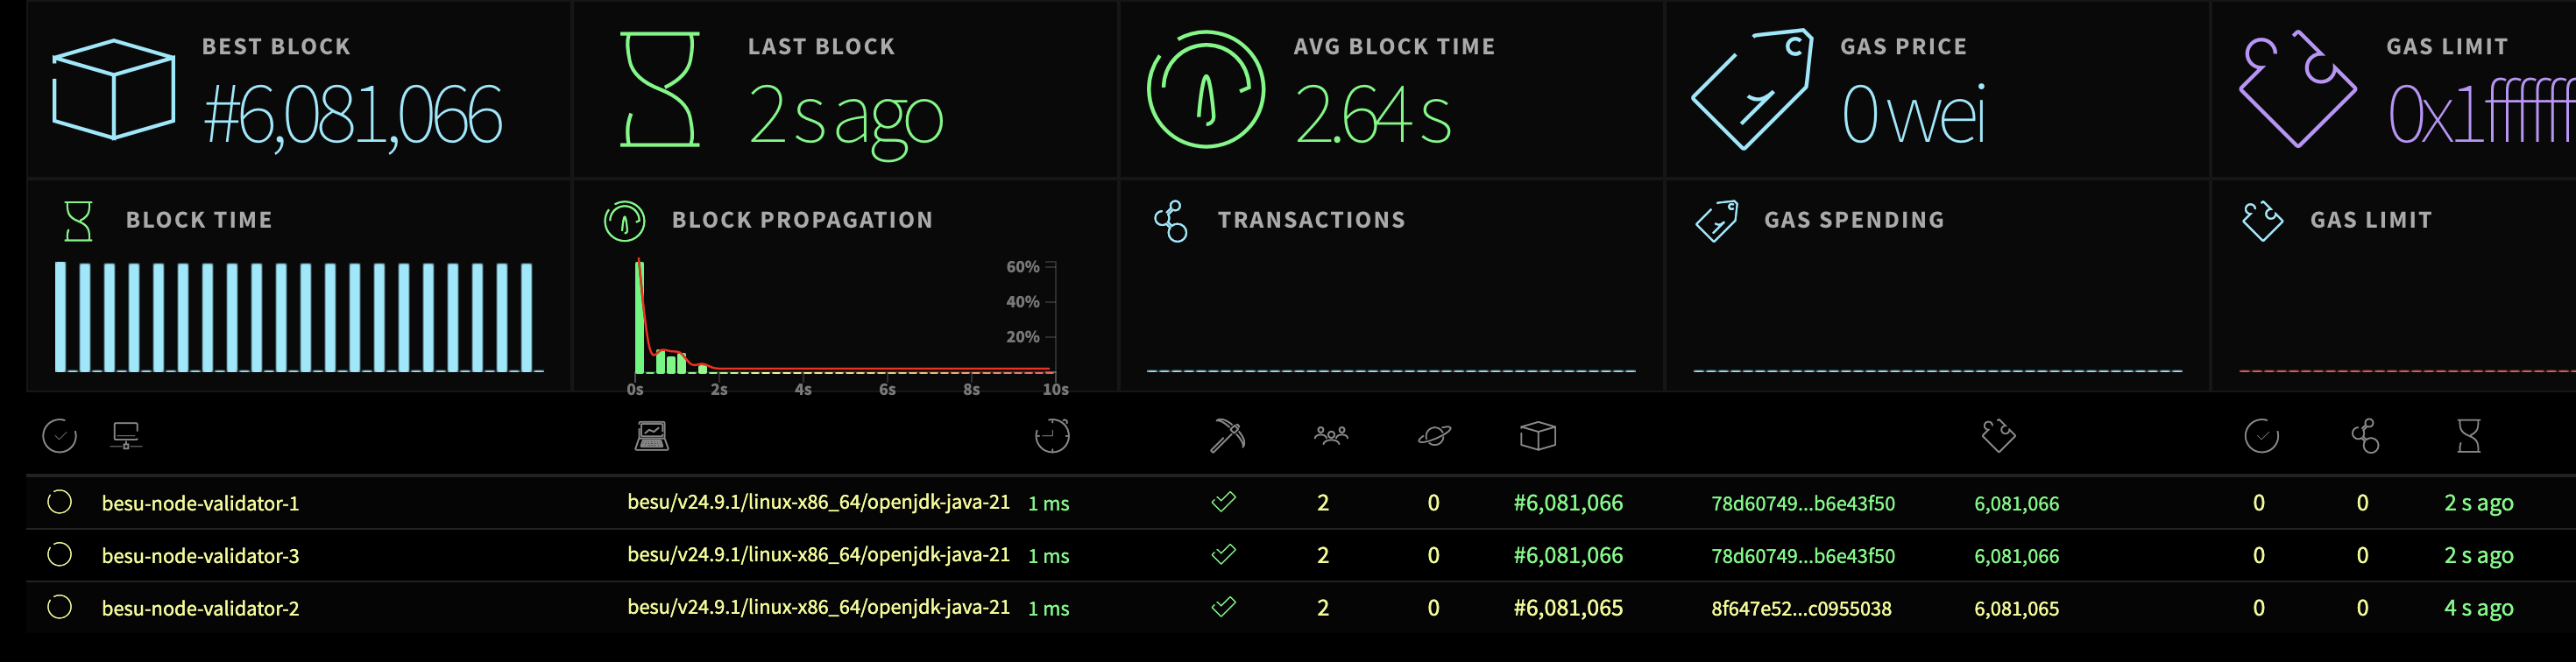 BEST BLOCK
#6,081,066
LAST BLOCK
2 s ago
AVG BLOCK TIME
2.64 s
GAS PRICE
0 wei
GAS LIMIT
BLOCK TIME
BLOCK PROPAGATION
60%
40%
20%
0s 2s 4s 6s 8s 10s
TRANSACTIONS
GAS SPENDING
GAS LIMIT
besu-node-validator-1 besu/v24.9.1/linux-x86_64/openjdk-java-21 1 ms 2 0 #6,081,066 78d60749...b6e43f50 6,081,066 0 0 2 s ago
besu-node-validator-3 besu/v24.9.1/linux-x86_64/openjdk-java-21 1 ms 2 0 #6,081,066 78d60749...b6e43f50 6,081,066 0 0 2 s ago
besu-node-validator-2 besu/v24.9.1/linux-x86_64/openjdk-java-21 1 ms 2 0 #6,081,065 8f647e52...c0955038 6,081,065 0 0 4 s ago